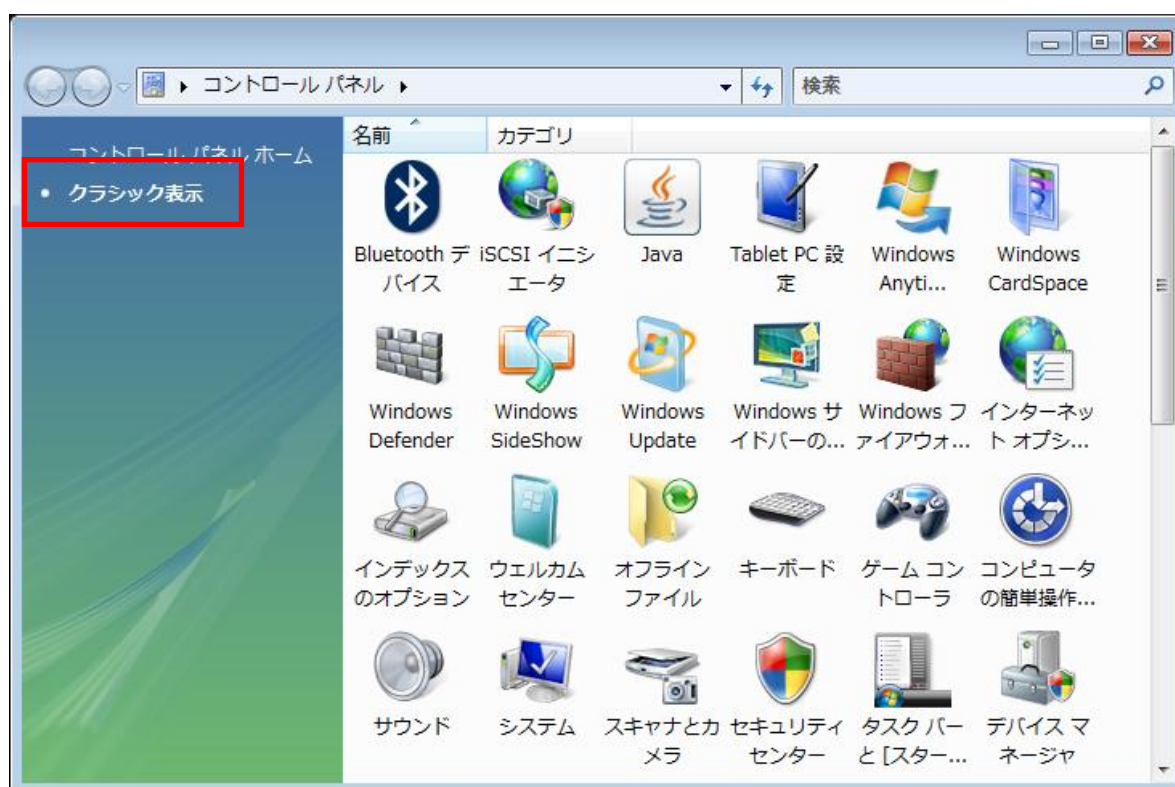 コントロール パネル
検索
コントロール パネル ホーム
• クラシック表示
名前 カテゴリ
Bluetooth デ
バイス
iSCSI イニシ
エータ
Java
Tablet PC 設
定
Windows
Anyti...
Windows
CardSpace
Windows
Defender
Windows
SideShow
Windows
Update
Windows サ
イドバーの...
Windows フ
ァイアウォ...
インターネッ
ト オプシ...
インデックス
のオプション
ウェルカム
センター
オフライン
ファイル
キーボード
ゲーム コン
トローラ
コンピュータ
の簡単操作...
サウンド
システム
スキャナとカ
メラ
セキュリティ
センター
タスク バー
と [スター...
デバイス マ
ネージャ